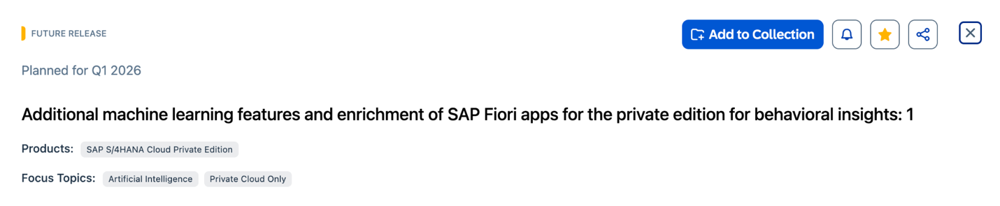 FUTURE RELEASE
Add to Collection
Planned for Q1 2026
Additional machine learning features and enrichment of SAP Fiori apps for the private edition for behavioral insights: 1
Products: SAP S/4HANA Cloud Private Edition
Focus Topics: Artificial Intelligence Private Cloud Only